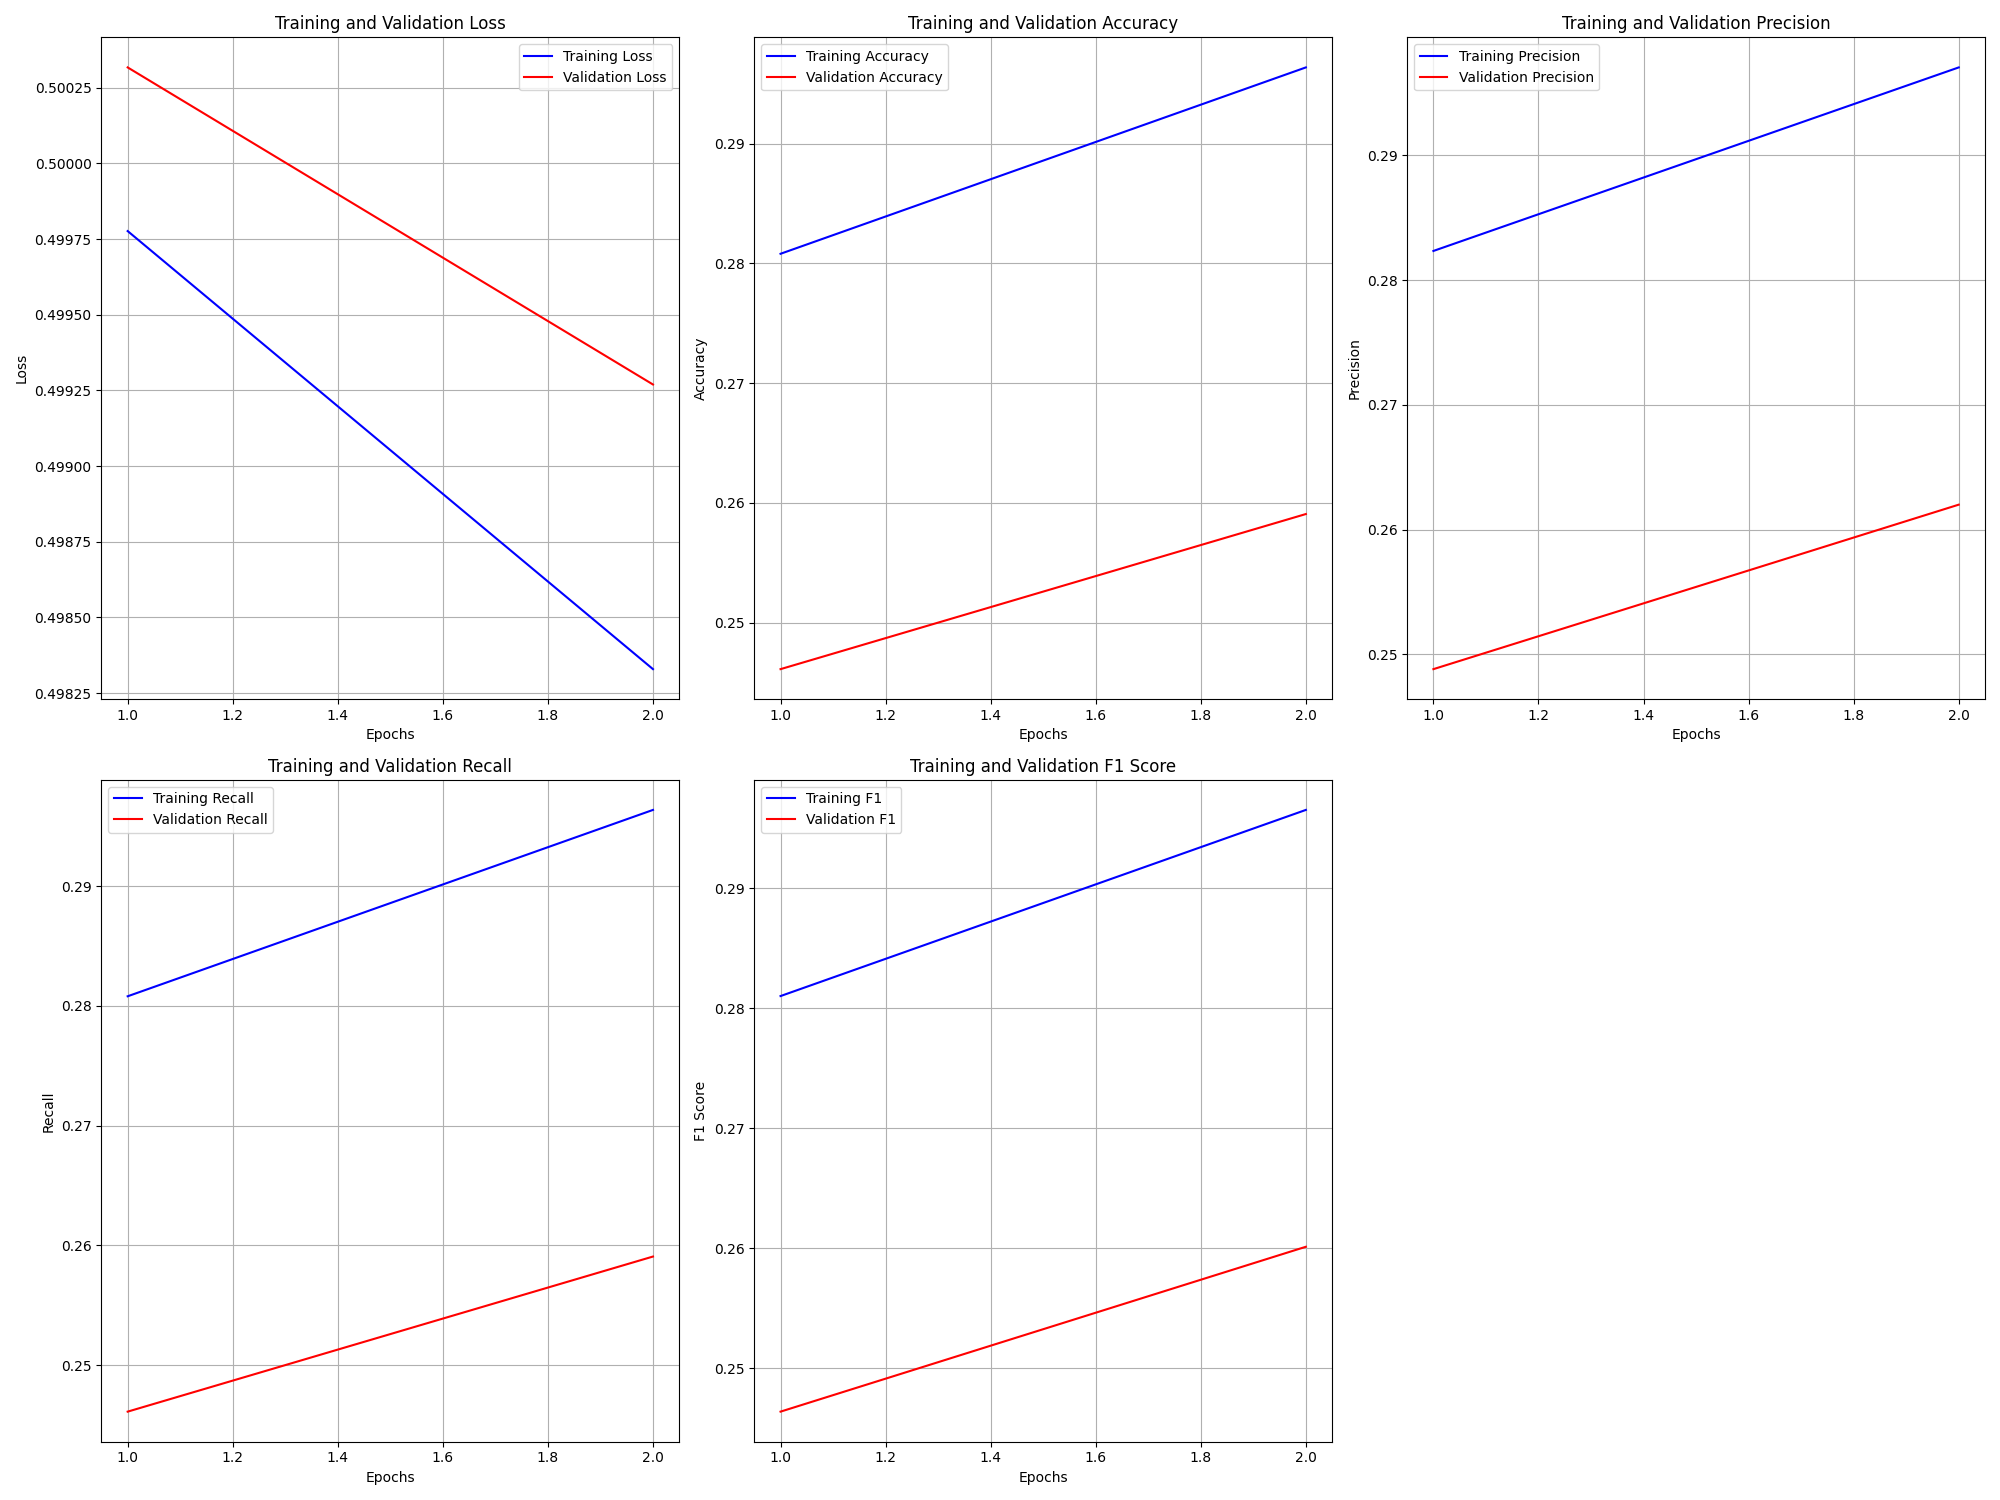 Training and Validation Loss
Training Loss
Validation Loss
0.50025
0.50000
0.49975
0.49950
0.49925
0.49900
0.49875
0.49850
0.49825
Loss
1.0 1.2 1.4 1.6 1.8 2.0
Epochs
Training and Validation Accuracy
Training Accuracy
Validation Accuracy
0.29
0.28
0.27
0.26
0.25
Accuracy
1.0 1.2 1.4 1.6 1.8 2.0
Epochs
Training and Validation Precision
Training Precision
Validation Precision
0.29
0.28
0.27
0.26
0.25
Precision
1.0 1.2 1.4 1.6 1.8 2.0
Epochs
Training and Validation Recall
Training Recall
Validation Recall
0.29
0.28
0.27
0.26
0.25
Recall
1.0 1.2 1.4 1.6 1.8 2.0
Epochs
Training and Validation F1 Score
Training F1
Validation F1
0.29
0.28
0.27
0.26
0.25
F1 Score
1.0 1.2 1.4 1.6 1.8 2.0
Epochs